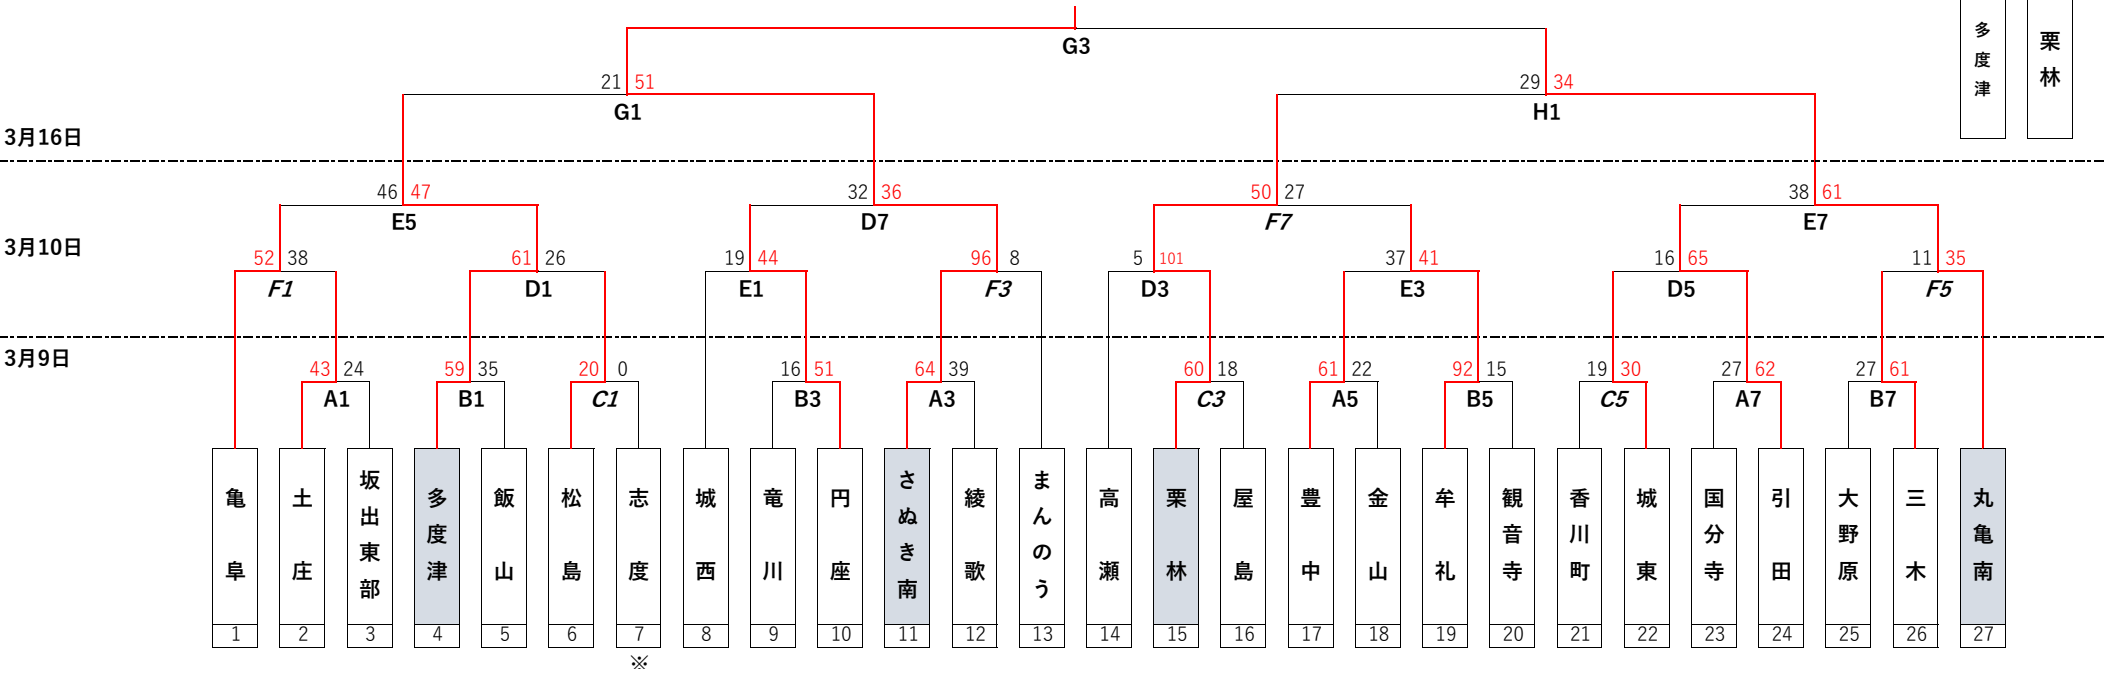 G3
多度津
栗林
21 51
29 34
G1
H1
3月16日
46 47
32 36
50 27
38 61
E5
D7
F7
E7
3月10日
52 38
61 26
19 44
96 8
5 101
37 41
16 65
11 35
F1
D1
E1
F3
D3
E3
D5
F5
3月9日
43 24
59 35
20 0
16 51
64 39
60 18
61 22
92 15
19 30
27 62
27 61
A1
B1
C1
B3
A3
C3
A5
B5
C5
A7
B7
亀阜
土庄
坂出東部
多度津
飯山
松島
志度
城西
竜川
円座
さぬき南
綾歌
まんのう
高瀬
栗林
屋島
豊中
金山
牟礼
観音寺
香川町
城東
国分寺
引田
大野原
三木
丸亀南
1 2 3 4 5 6 7 8 9 10 11 12 13 14 15 16 17 18 19 20 21 22 23 24 25 26 27
※